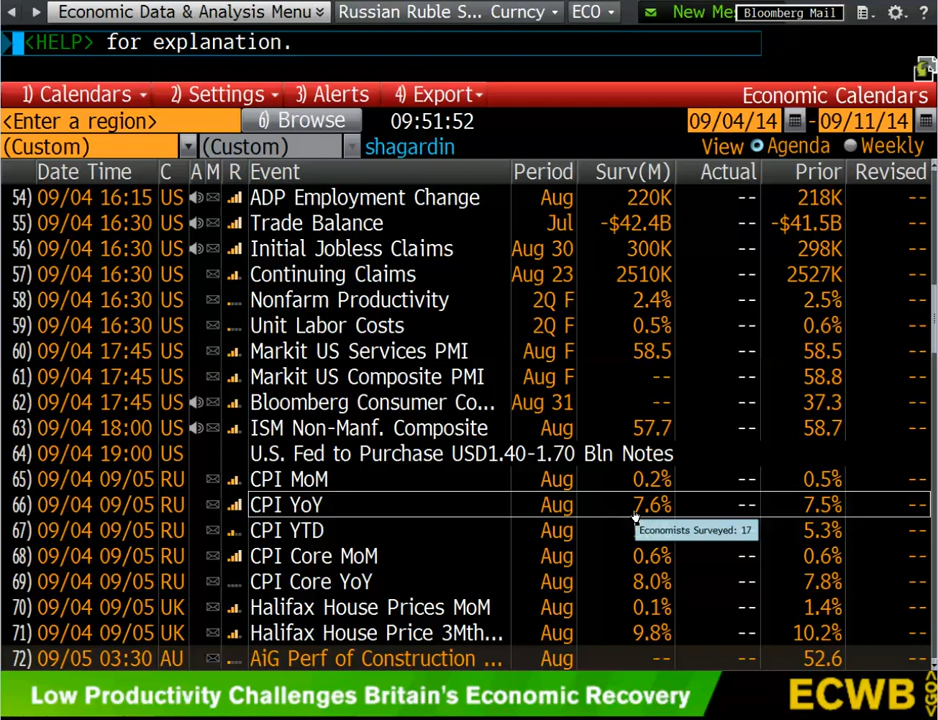 Economic Data & Analysis Menu Russian Ruble S... Curncy ECO New Me Bloomberg Mail ?
<HELP> for explanation.
1) Calendars 2) Settings 3) Alerts 4) Export Economic Calendars
<Enter a region> 6) Browse 09:51:52 09/04/14 - 09/11/14
(Custom) (Custom) shagardin View Agenda Weekly
Date Time C A M R Event Period Surv(M) Actual Prior Revised
54) 09/04 16:15 US ADP Employment Change Aug 220K -- 218K --
55) 09/04 16:30 US Trade Balance Jul -$42.4B -- -$41.5B --
56) 09/04 16:30 US Initial Jobless Claims Aug 30 300K -- 298K --
57) 09/04 16:30 US Continuing Claims Aug 23 2510K -- 2527K --
58) 09/04 16:30 US Nonfarm Productivity 2Q F 2.4% -- 2.5% --
59) 09/04 16:30 US Unit Labor Costs 2Q F 0.5% -- 0.6% --
60) 09/04 17:45 US Markit US Services PMI Aug F 58.5 -- 58.5 --
61) 09/04 17:45 US Markit US Composite PMI Aug F -- -- 58.8 --
62) 09/04 17:45 US Bloomberg Consumer Co... Aug 31 -- -- 37.3 --
63) 09/04 18:00 US ISM Non-Manf. Composite Aug 57.7 -- 58.7 --
64) 09/04 19:00 US U.S. Fed to Purchase USD1.40-1.70 Bln Notes
65) 09/04 09/05 RU CPI MoM Aug 0.2% -- 0.5% --
66) 09/04 09/05 RU CPI YoY Aug 7.6% -- 7.5% --
67) 09/04 09/05 RU CPI YTD Aug Economists Surveyed: 17 5.3% --
68) 09/04 09/05 RU CPI Core MoM Aug 0.6% -- 0.6% --
69) 09/04 09/05 RU CPI Core YoY Aug 8.0% -- 7.8% --
70) 09/04 09/05 UK Halifax House Prices MoM Aug 0.1% -- 1.4% --
71) 09/04 09/05 UK Halifax House Price 3Mth... Aug 9.8% -- 10.2% --
72) 09/05 03:30 AU AiG Perf of Construction ... Aug -- -- 52.6 --
Low Productivity Challenges Britain's Economic Recovery ECWB <GO>